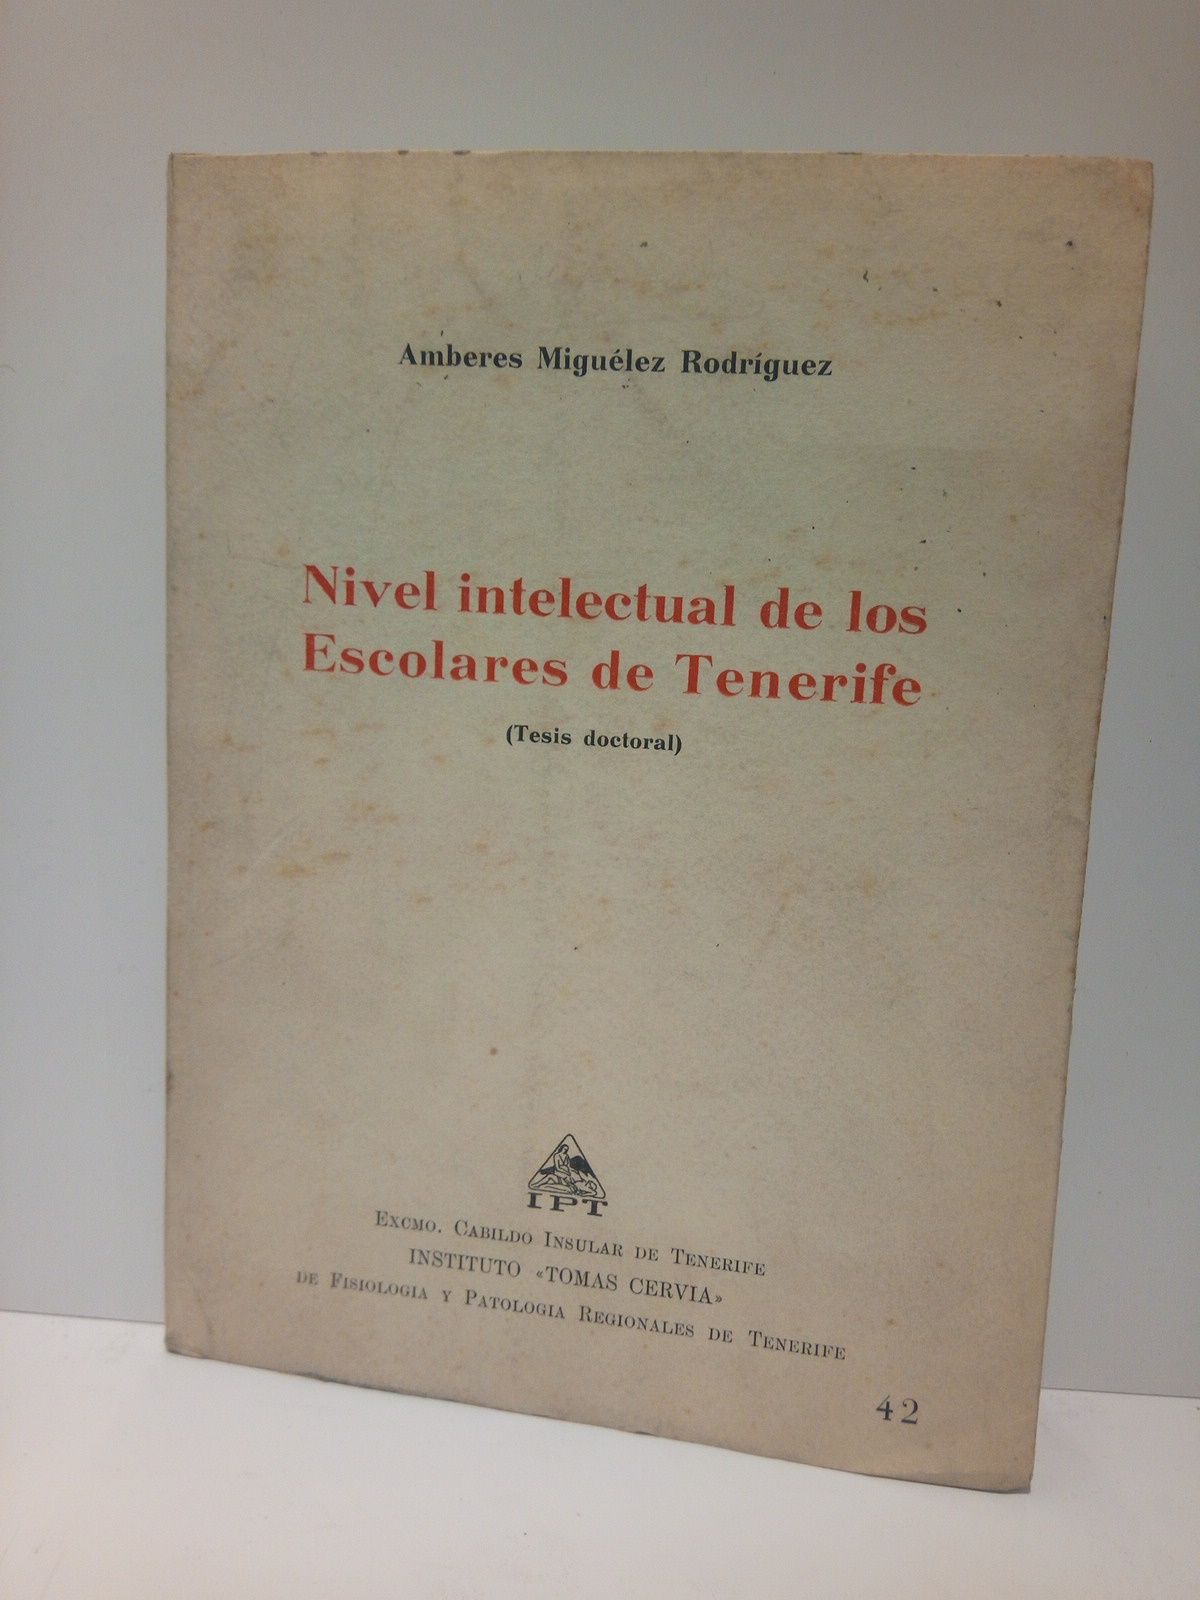 Amberes Miguélez Rodríguez
Nivel intelectual de los
Escolares de Tenerife
(Tesis doctoral)
IPT
EXCMO. CABILDO INSULAR DE TENERIFE
INSTITUTO «TOMAS CERVIA»
DE FISIOLOGIA Y PATOLOGIA REGIONALES DE TENERIFE
42